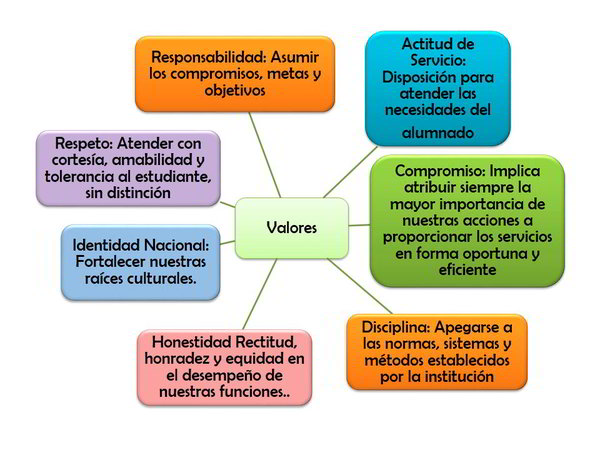 Responsabilidad: Asumir
los compromisos, metas y
objetivos
Actitud de
Servicio:
Disposición para
atender las
necesidades del
alumnado
Respeto: Atender con
cortesía, amabilidad y
tolerancia al estudiante,
sin distinción
Compromiso: Implica
atribuir siempre la
mayor importancia de
nuestras acciones a
proporcionar los servicios
en forma oportuna y
eficiente
Valores
Identidad Nacional:
Fortalecer nuestras
raíces culturales.
Honestidad Rectitud,
honradez y equidad en
el desempeño de
nuestras funciones..
Disciplina: Apegarse a
las normas, sistemas y
métodos establecidos
por la institución